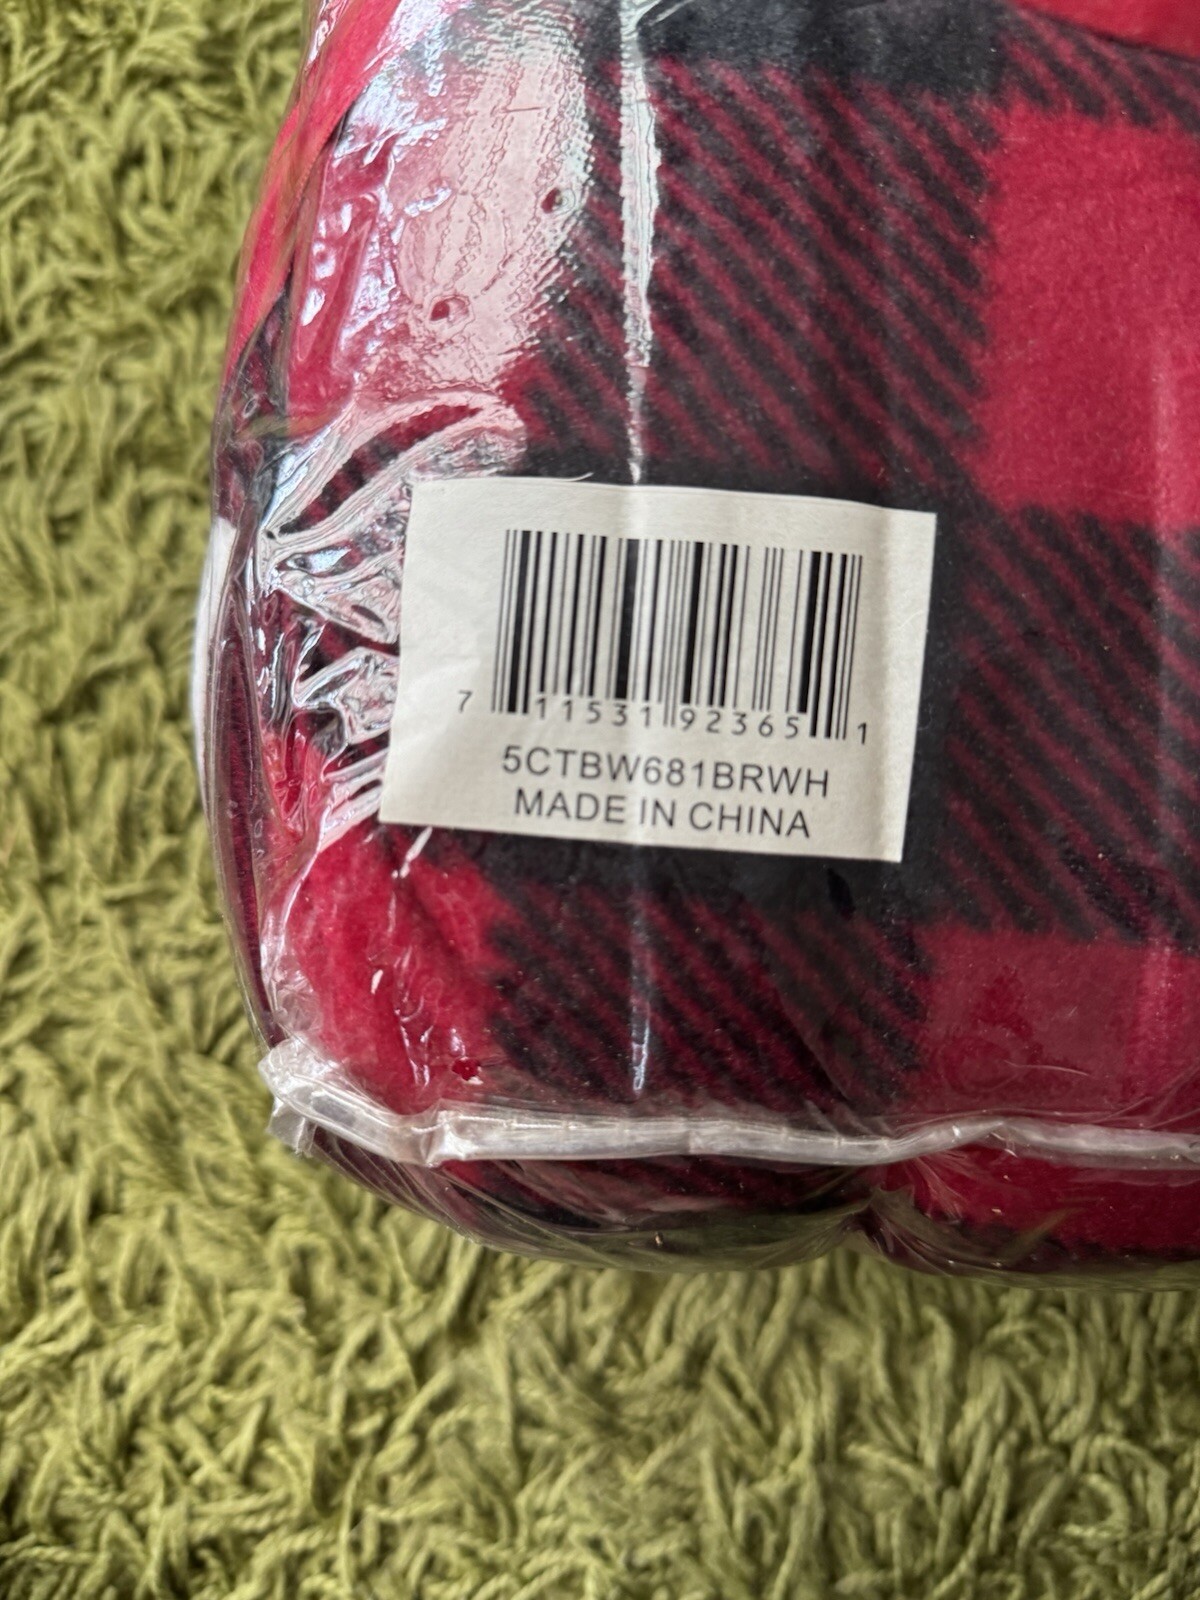 7 11531 92365 1
5CTBW681BRWH
MADE IN CHINA